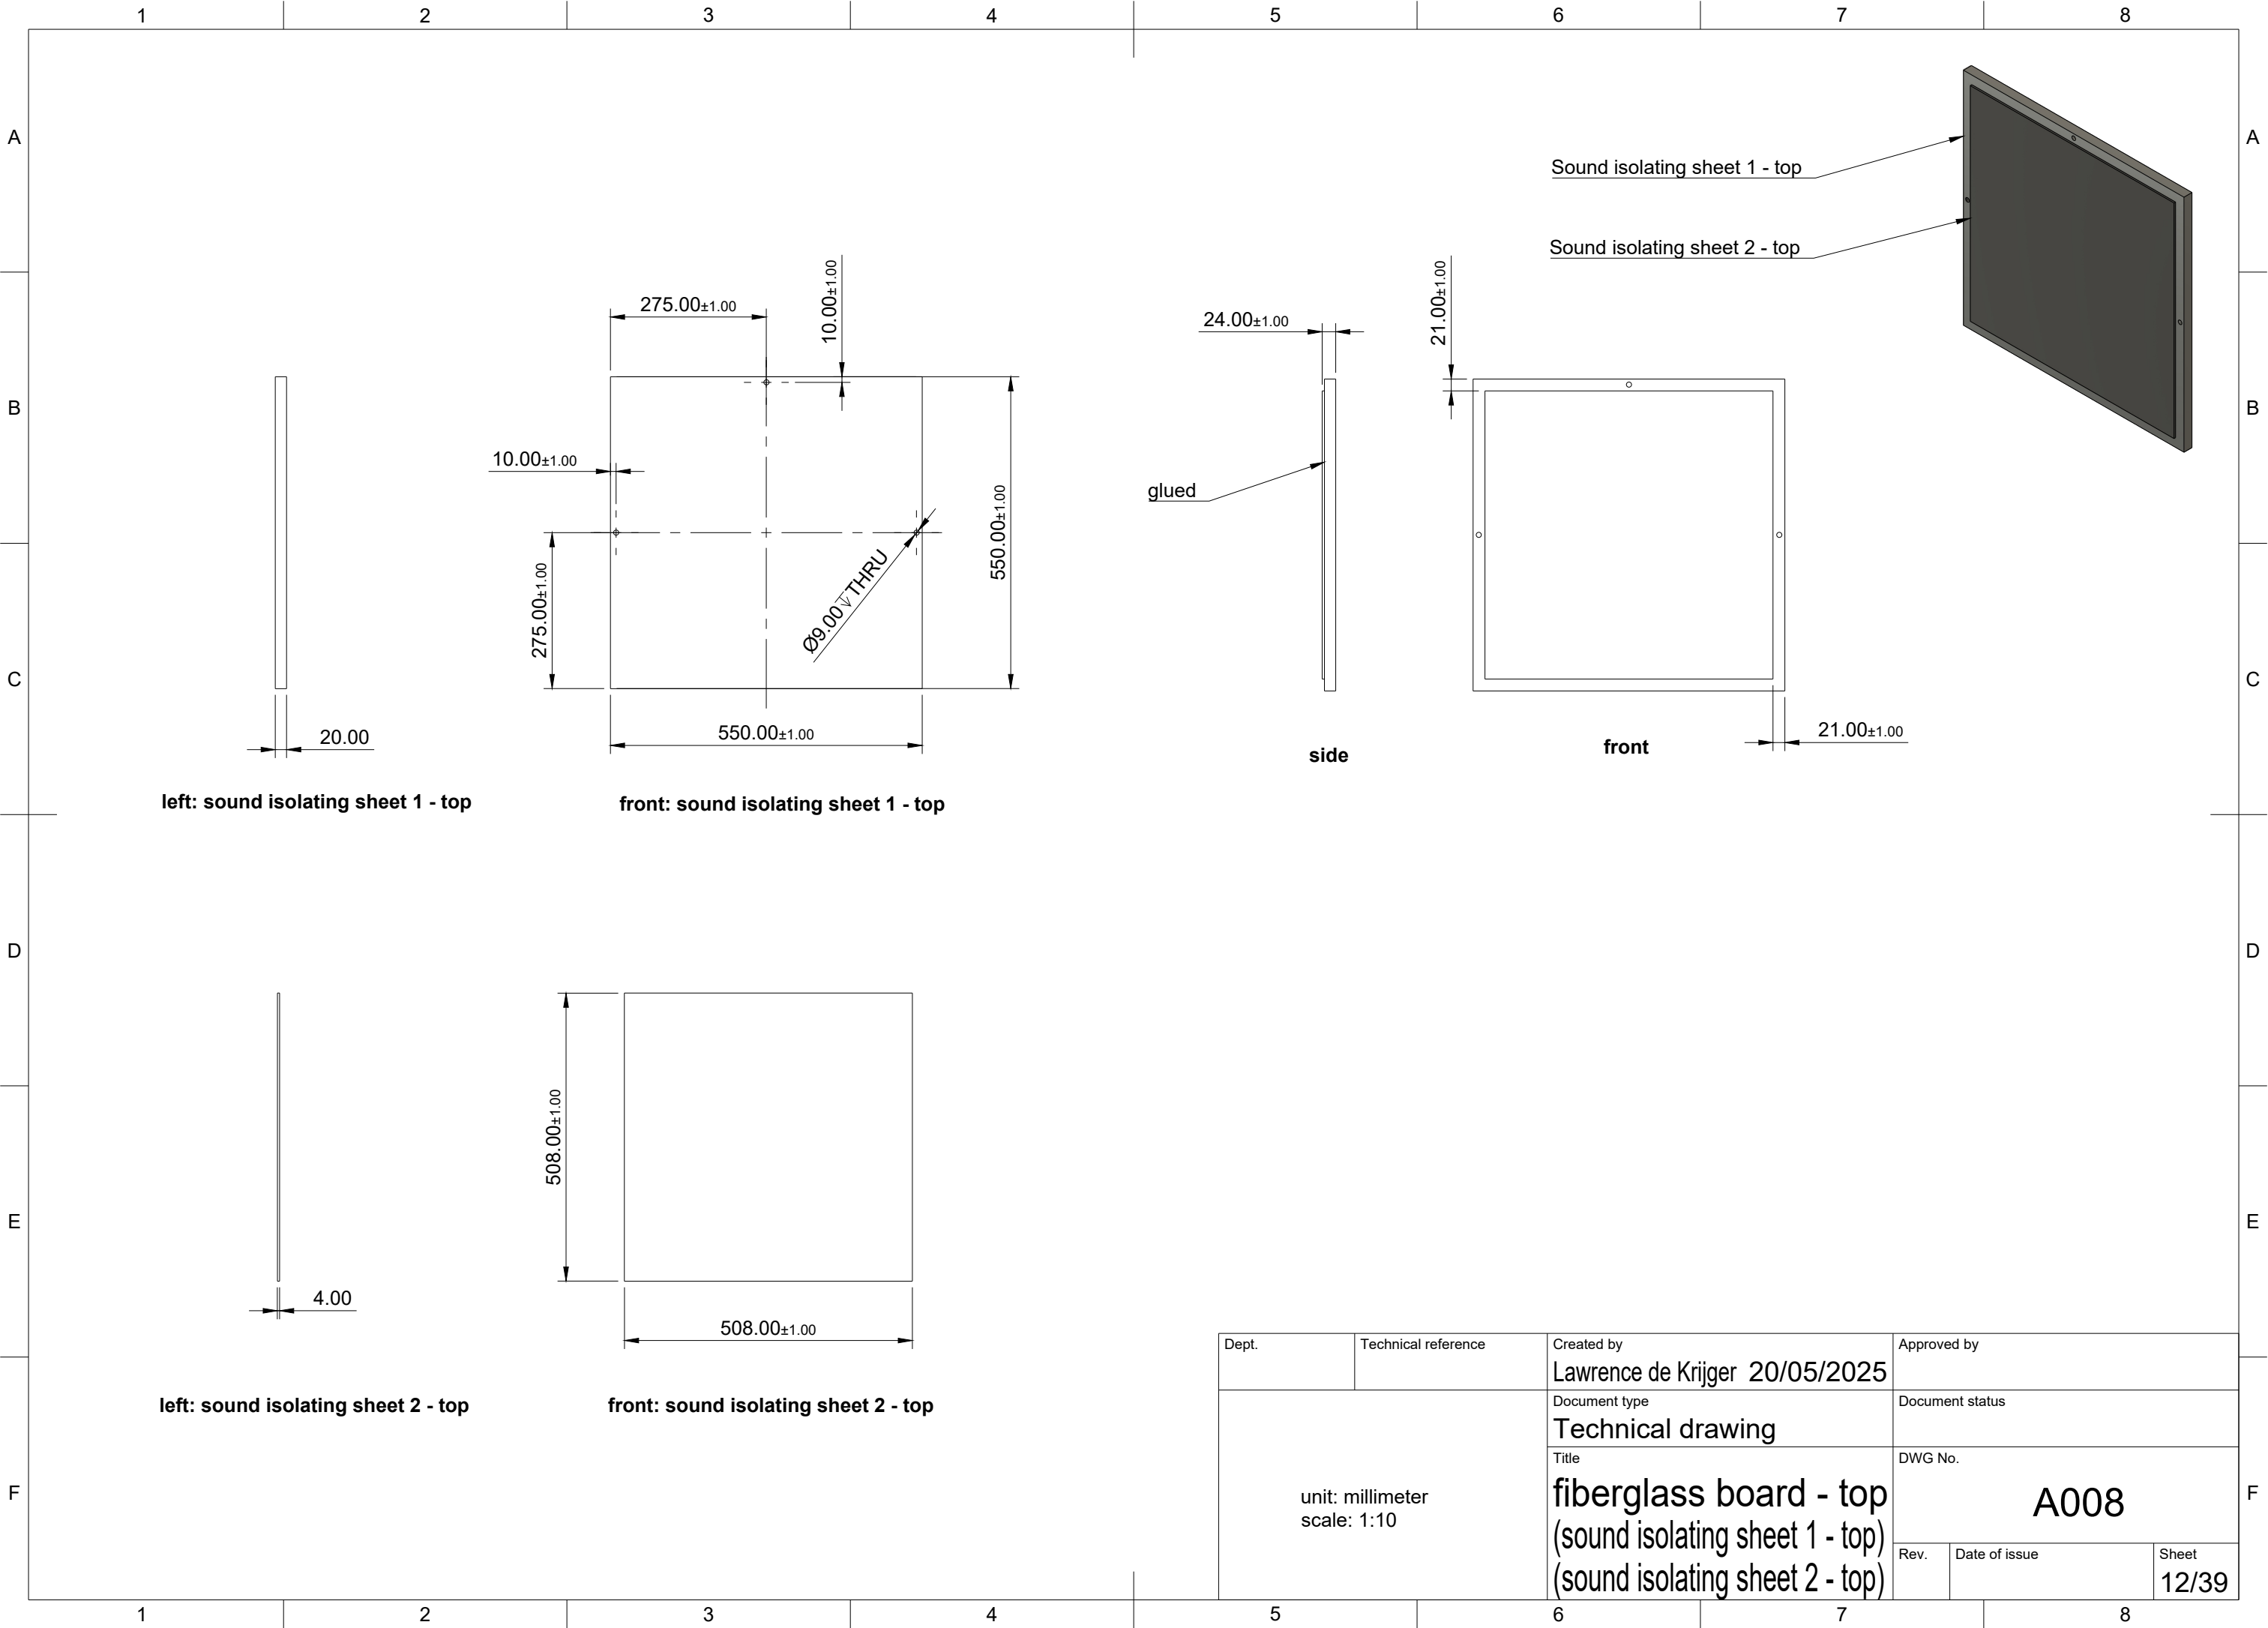 1 2 3 4 5 6 7 8
A A
Sound isolating sheet 1 - top
Sound isolating sheet 2 - top
275.00±1.00
10.00±1.00
24.00±1.00
21.00±1.00
B B
10.00±1.00
glued
550.00±1.00
275.00±1.00
Ø9.00↧THRU
C C
20.00
550.00±1.00
21.00±1.00
side
front
left: sound isolating sheet 1 - top
front: sound isolating sheet 1 - top
D D
508.00±1.00
E E
4.00
508.00±1.00
left: sound isolating sheet 2 - top
front: sound isolating sheet 2 - top
Dept.
Technical reference
Created by
Lawrence de Krijger 20/05/2025
Approved by
Document type
Technical drawing
Document status
unit: millimeter
scale: 1:10
Title
fiberglass board - top
(sound isolating sheet 1 - top)
(sound isolating sheet 2 - top)
DWG No.
A008
Rev.
Date of issue
Sheet
12/39
F F
1 2 3 4 5 6 7 8